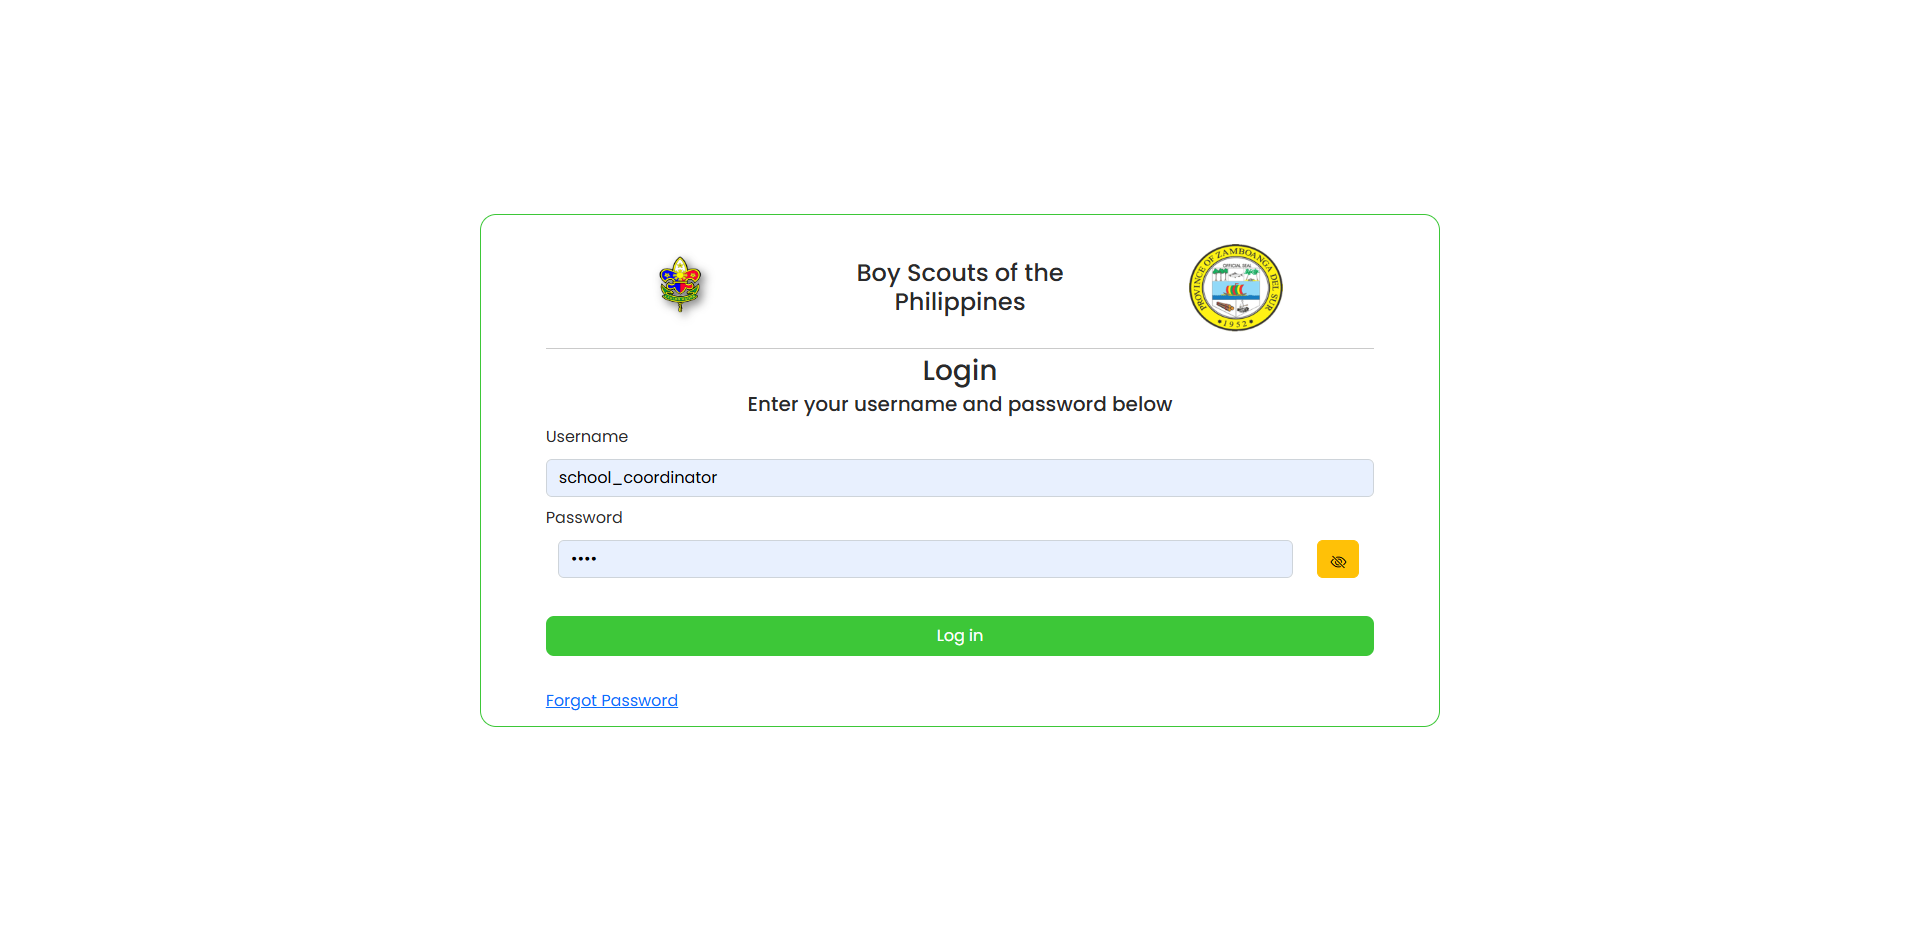 Boy Scouts of the
Philippines
PROVINCE OF ZAMBOANGA DEL SUR
OFFICIAL SEAL
1952
Login
Enter your username and password below
Username
school_coordinator
Password
••••
Log in
Forgot Password